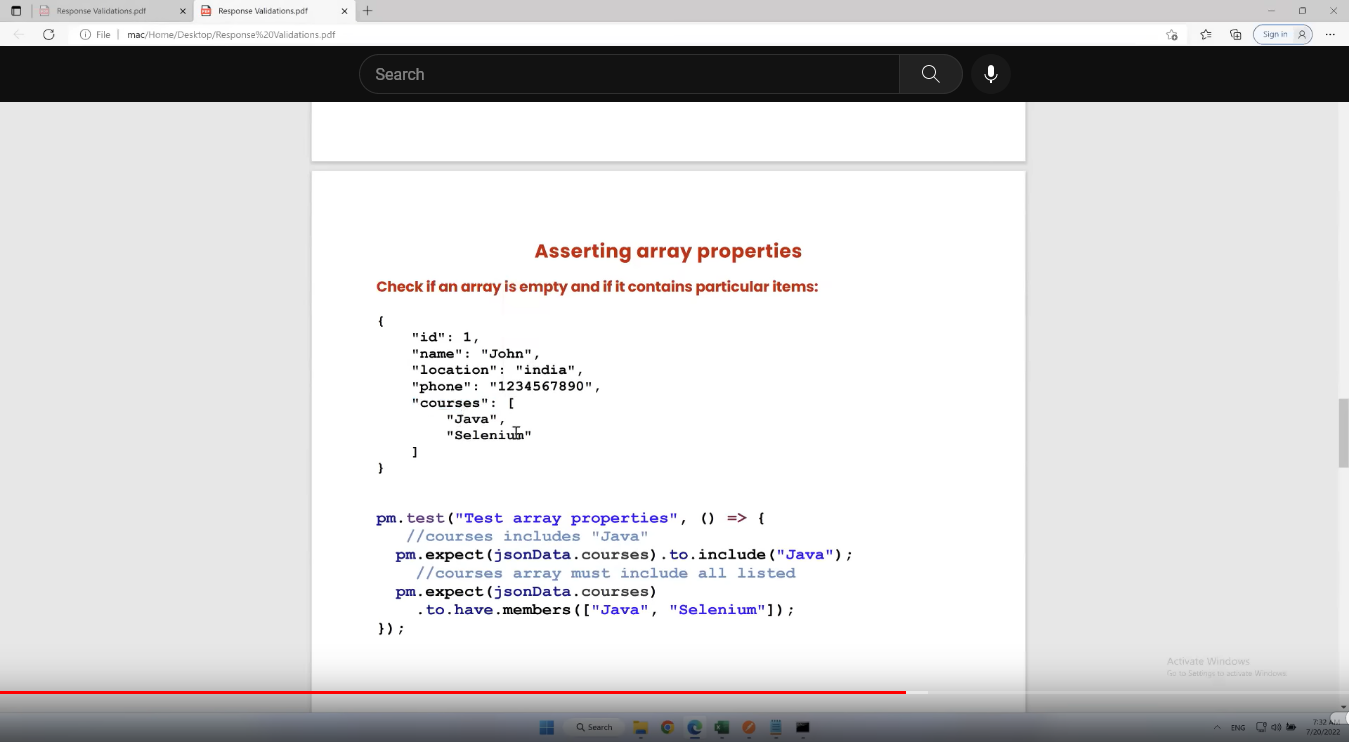 Response Validations.pdf
Response Validations.pdf
File
mac/Home/Desktop/Response%20Validations.pdf
Sign in
Search
Asserting array properties
Check if an array is empty and if it contains particular items:
{
"id": 1,
"name": "John",
"location": "india",
"phone": "1234567890",
"courses": [
"Java",
"Selenium"
]
}
pm.test("Test array properties", () => {
//courses includes "Java"
pm.expect(jsonData.courses).to.include("Java");
//courses array must include all listed
pm.expect(jsonData.courses)
.to.have.members(["Java", "Selenium"]);
});
Activate Windows
Go to Settings to activate Windows.
Search
ENG
7:32 AM
7/20/2022